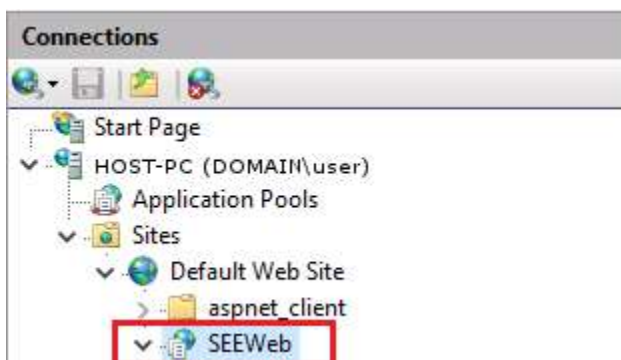 Connections
Start Page
HOST-PC (DOMAIN\user)
Application Pools
Sites
Default Web Site
aspnet_client
SEEWeb